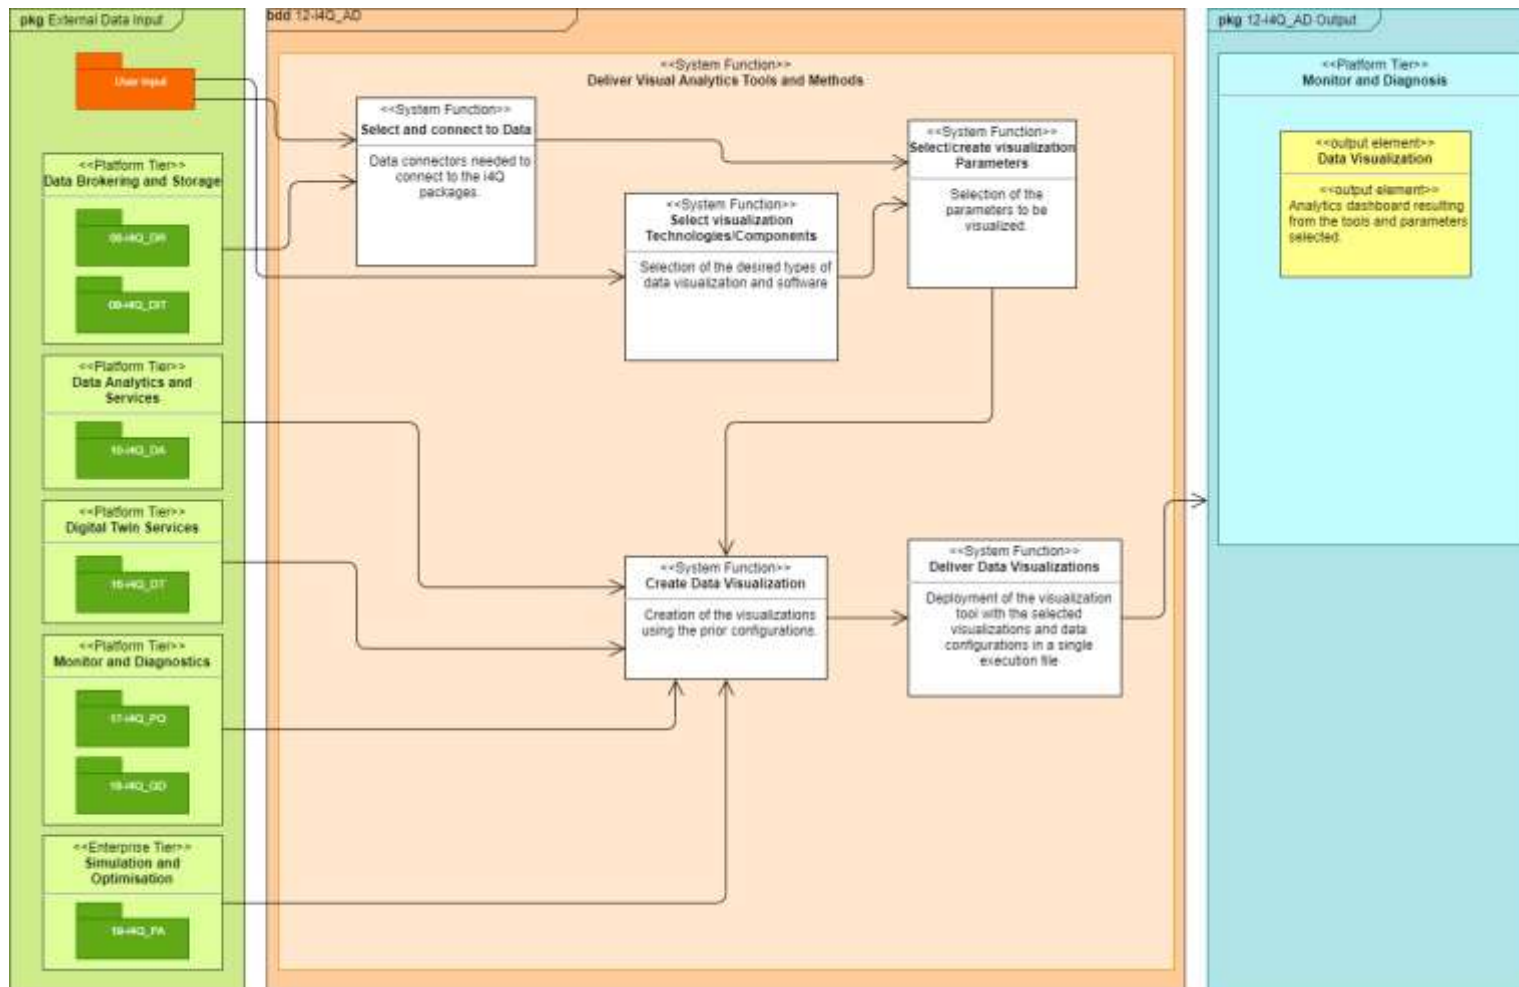 pkg External Data Input
User Input
<<Platform Tier>>
Data Brokering and Storage
09-i4Q_DIT
<<Platform Tier>>
Data Analytics and
Services
10-i4Q_DA
<<Platform Tier>>
Digital Twin Services
16-i4Q_DT
<<Platform Tier>>
Monitor and Diagnostics
17-i4Q_PQ
18-i4Q_QD
<<Enterprise Tier>>
Simulation and
Optimisation
19-i4Q_PA
bdd 12-i4Q_AD
<<System Function>>
Deliver Visual Analytics Tools and Methods
<<System Function>>
Select and connect to Data
Data connectors needed to
connect to the i4Q
packages.
<<System Function>>
Select visualization
Technologies/Components
Selection of the desired types of
data visualization and software
<<System Function>>
Select/create visualization
Parameters
Selection of the
parameters to be
visualized.
<<System Function>>
Create Data Visualization
Creation of the visualizations
using the prior configurations.
<<System Function>>
Deliver Data Visualizations
Deployment of the visualization
tool with the selected
visualizations and data
configurations in a single
execution file
pkg 12-i4Q_AD Output
<<Platform Tier>>
Monitor and Diagnosis
<<output element>>
Data Visualization
<<output element>>
Analytics dashboard resulting
from the tools and parameters
selected.